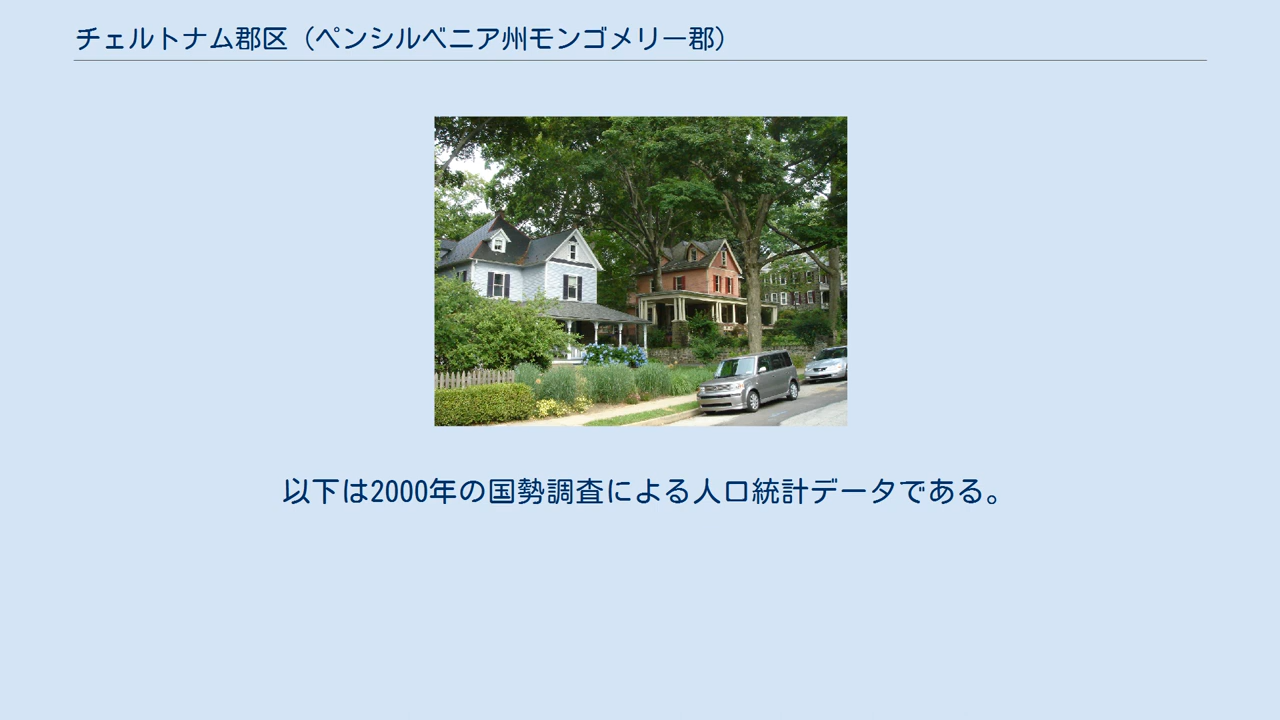 チェルトナム郡区（ペンシルベニア州モンゴメリー郡）
以下は2000年の国勢調査による人口統計データである。